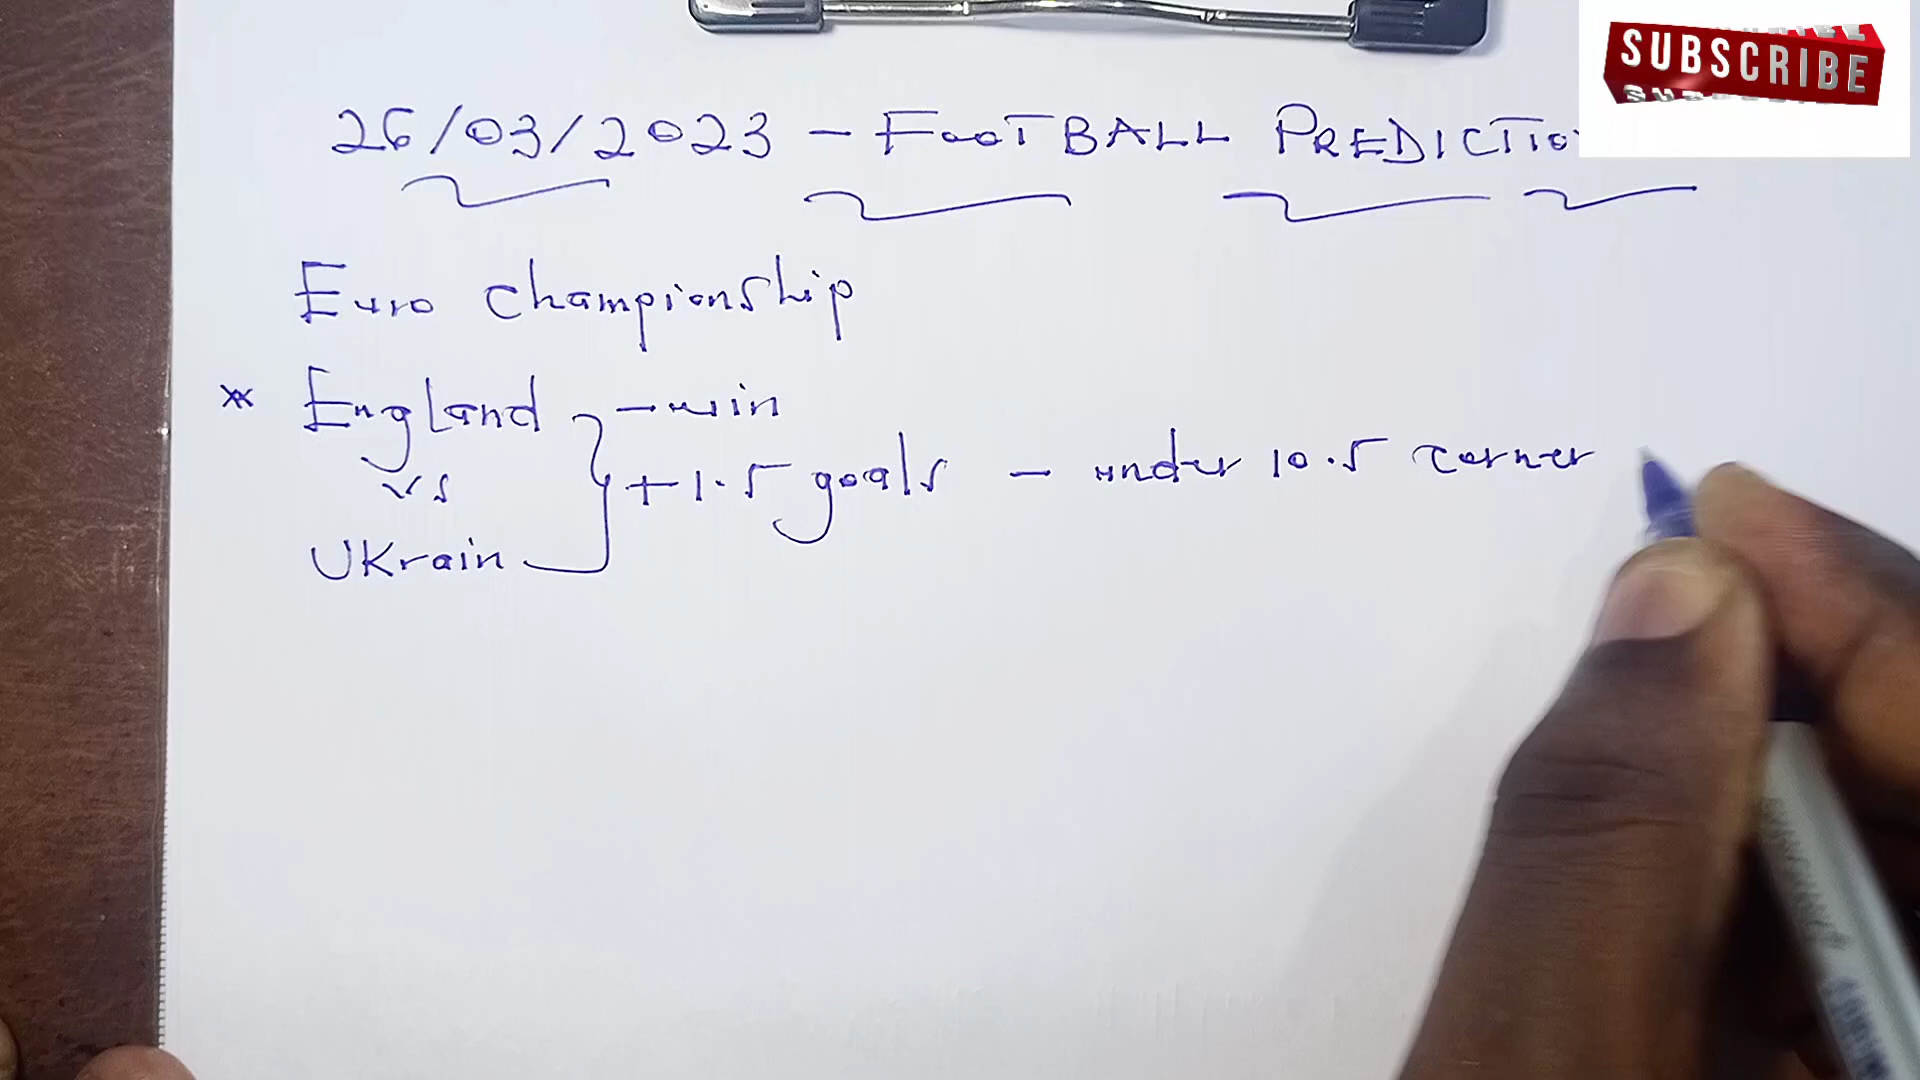 SUBSCRIBE
26/03/2023 - FOOTBALL PREDICTIO
Euro championship
* England - win
vs +1.5 goals - under 10.5 corner
UKrain